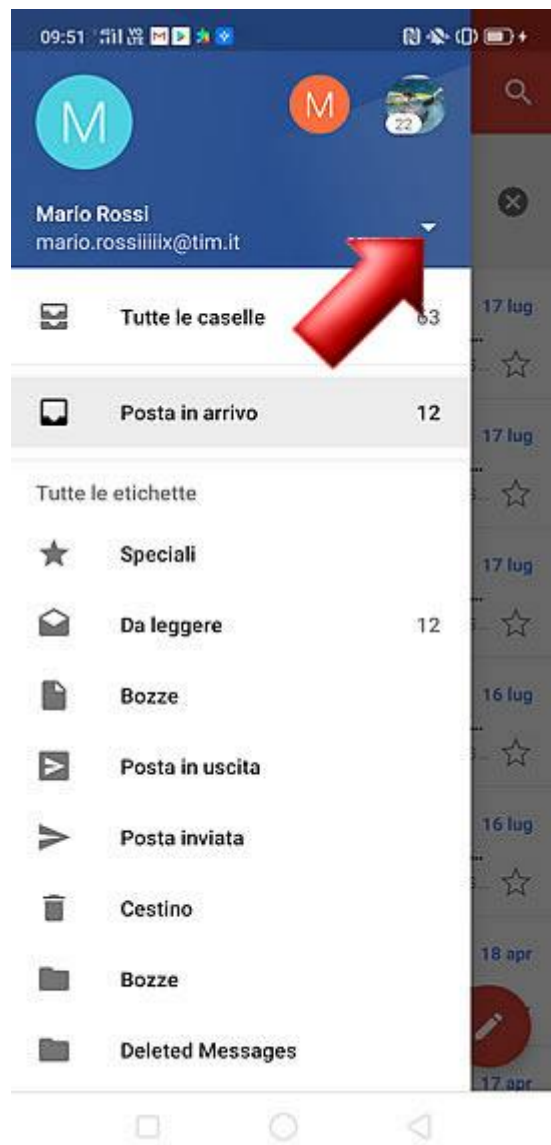 09:51
M
M
22
Mario Rossi
mario.rossiiiiix@tim.it
Tutte le caselle 63
17 lug
Posta in arrivo 12
17 lug
Tutte le etichette
Speciali
17 lug
Da leggere 12
Bozze
16 lug
Posta in uscita
Posta inviata
16 lug
Cestino
18 apr
Bozze
Deleted Messages
17 apr